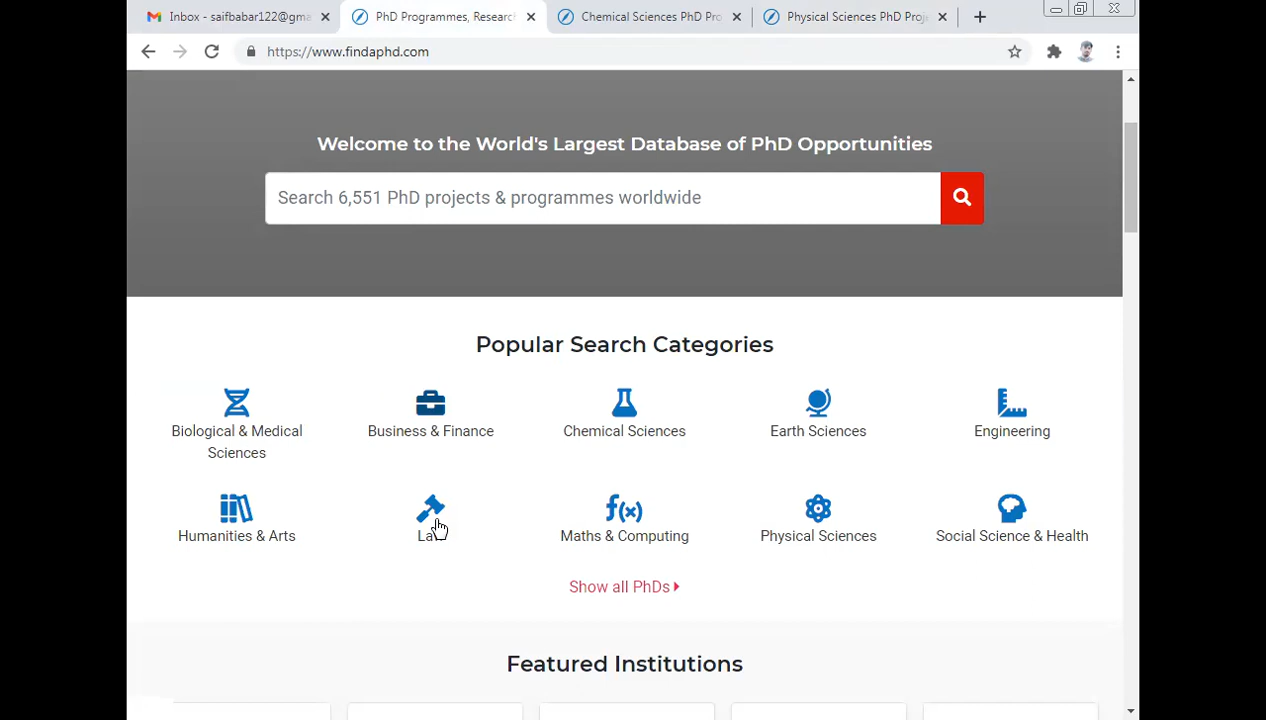 Inbox - saifbabar122@gma
PhD Programmes, Research
Chemical Sciences PhD Pro
Physical Sciences PhD Proj
https://www.findaphd.com
Welcome to the World's Largest Database of PhD Opportunities
Search 6,551 PhD projects & programmes worldwide
Popular Search Categories
Biological & Medical
Sciences
Business & Finance
Chemical Sciences
Earth Sciences
Engineering
Humanities & Arts
La
f(x)
Maths & Computing
Physical Sciences
Social Science & Health
Show all PhDs
Featured Institutions